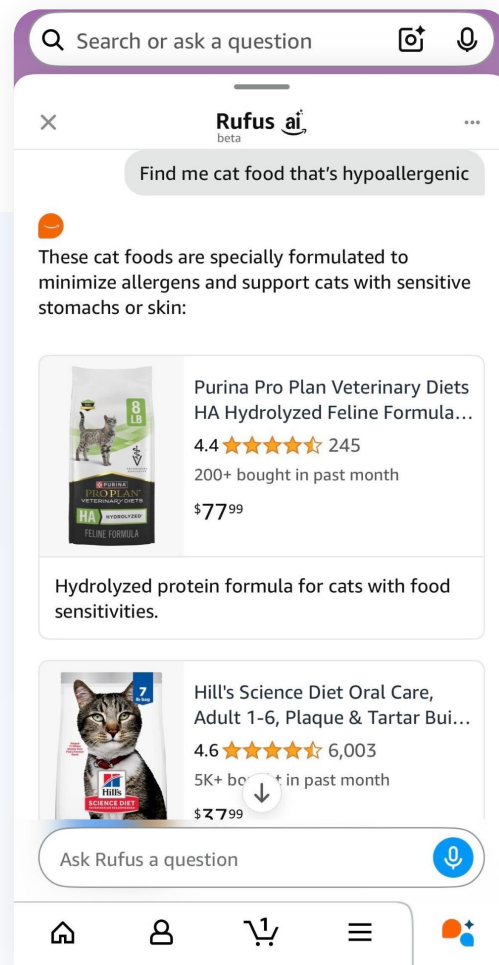 Search or ask a question
Rufus ai
beta
Find me cat food that's hypoallergenic
These cat foods are specially formulated to
minimize allergens and support cats with sensitive
stomachs or skin:
8
LB
PURINA
PRO PLAN
VETERINARY DIETS
HA HYDROLYZED
FELINE FORMULA
Purina Pro Plan Veterinary Diets
HA Hydrolyzed Feline Formula...
4.4 245
200+ bought in past month
$77 99
Hydrolyzed protein formula for cats with food
sensitivities.
7
lb bag
Hill's
SCIENCE DIET
Hill's Science Diet Oral Care,
Adult 1-6, Plaque & Tartar Bui...
4.6 6,003
5K+ in past month
$37 99
Ask Rufus a question
1